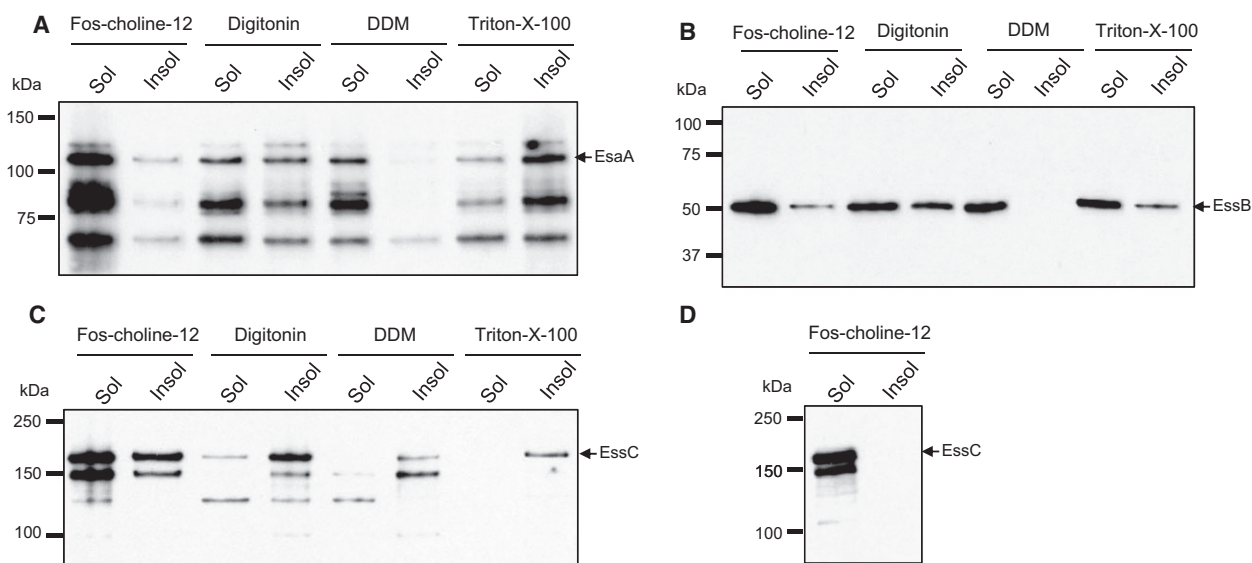 A
Fos-choline-12 Digitonin DDM Triton-X-100
kDa Sol Insol Sol Insol Sol Insol Sol Insol
150
100
75
EsaA
B
Fos-choline-12 Digitonin DDM Triton-X-100
kDa Sol Insol Sol Insol Sol Insol Sol Insol
100
75
50
37
EssB
C
Fos-choline-12 Digitonin DDM Triton-X-100
kDa Sol Insol Sol Insol Sol Insol Sol Insol
250
150
100
EssC
D
Fos-choline-12
kDa Sol Insol
250
150
100
EssC